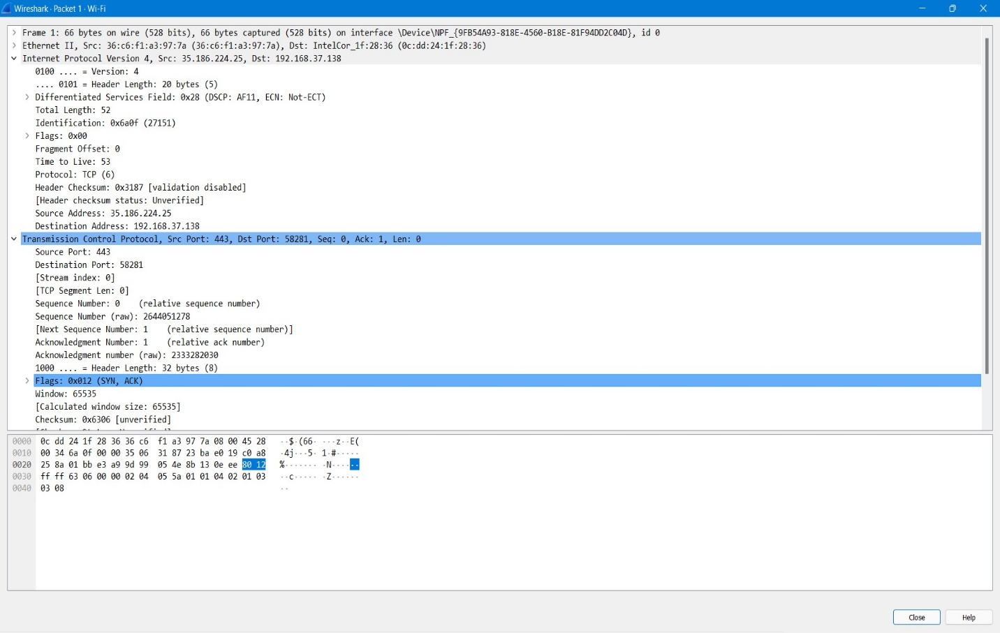 Wireshark · Packet 1 · Wi-Fi
Frame 1: 66 bytes on wire (528 bits), 66 bytes captured (528 bits) on interface \Device\NPF_{9FB54A93-818E-4560-B18E-81F94DD2C04D}, id 0
Ethernet II, Src: 36:c6:f1:a3:97:7a (36:c6:f1:a3:97:7a), Dst: IntelCor_1f:28:36 (0c:dd:24:1f:28:36)
Internet Protocol Version 4, Src: 35.186.224.25, Dst: 192.168.37.138
0100 .... = Version: 4
.... 0101 = Header Length: 20 bytes (5)
Differentiated Services Field: 0x28 (DSCP: AF11, ECN: Not-ECT)
Total Length: 52
Identification: 0x6a0f (27151)
Flags: 0x00
Fragment Offset: 0
Time to Live: 53
Protocol: TCP (6)
Header Checksum: 0x3187 [validation disabled]
[Header checksum status: Unverified]
Source Address: 35.186.224.25
Destination Address: 192.168.37.138
Transmission Control Protocol, Src Port: 443, Dst Port: 58281, Seq: 0, Ack: 1, Len: 0
Source Port: 443
Destination Port: 58281
[Stream index: 0]
[TCP Segment Len: 0]
Sequence Number: 0    (relative sequence number)
Sequence Number (raw): 2644051278
[Next Sequence Number: 1    (relative sequence number)]
Acknowledgment Number: 1    (relative ack number)
Acknowledgment number (raw): 2333282030
1000 .... = Header Length: 32 bytes (8)
Flags: 0x012 (SYN, ACK)
Window: 65535
[Calculated window size: 65535]
Checksum: 0x6306 [unverified]
0000 0c dd 24 1f 28 36 36 c6 f1 a3 97 7a 08 00 45 28 ··$·(66· ···z··E(
0010 00 34 6a 0f 00 00 35 06 31 87 23 ba e0 19 c0 a8 ·4j···5· 1·#·····
0020 25 8a 01 bb e3 a9 9d 99 05 4e 8b 13 0e ee 80 12 %······· ·N······
0030 ff ff 63 06 00 00 02 04 05 5a 01 01 04 02 01 03 ··c····· ·Z······
0040 03 08 ··
Close Help